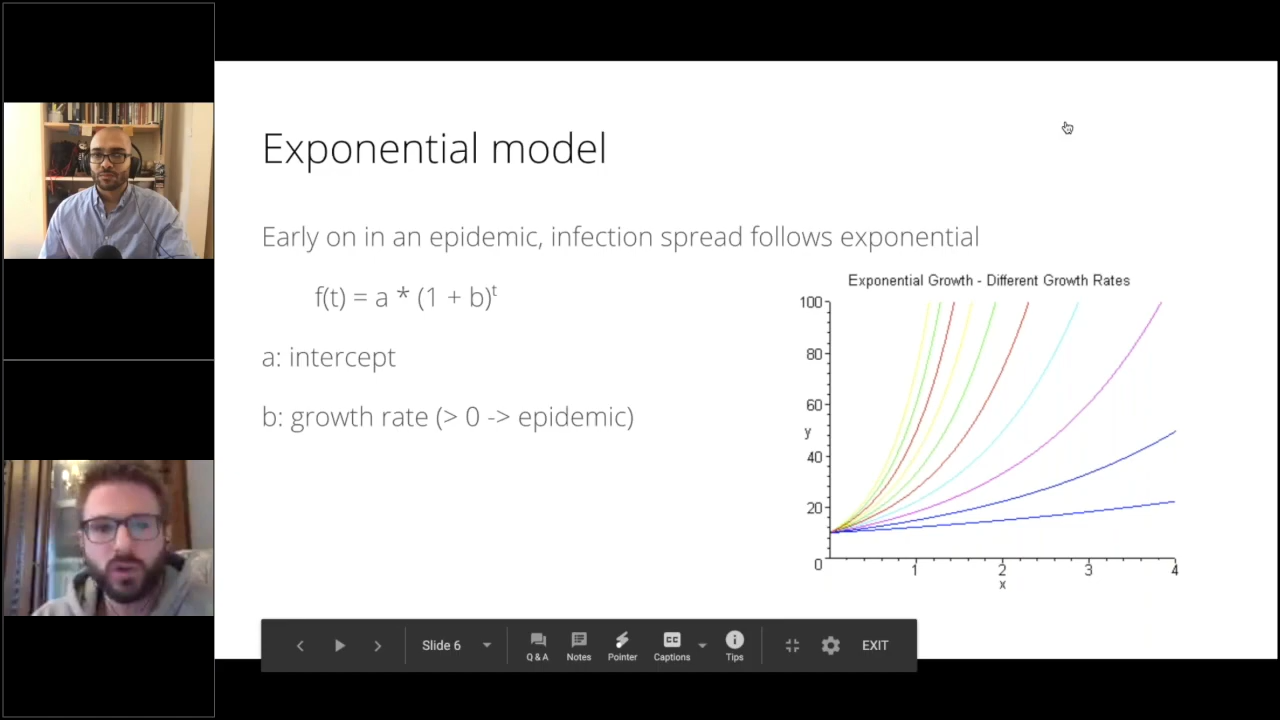 Exponential model
Early on in an epidemic, infection spread follows exponential
f(t) = a * (1 + b)^t
a: intercept
b: growth rate (> 0 -> epidemic)
Exponential Growth - Different Growth Rates
100
80
60
y
40
20
0
1
2
3
4
x
Slide 6
Q & A
Notes
Pointer
CC
Captions
Tips
EXIT